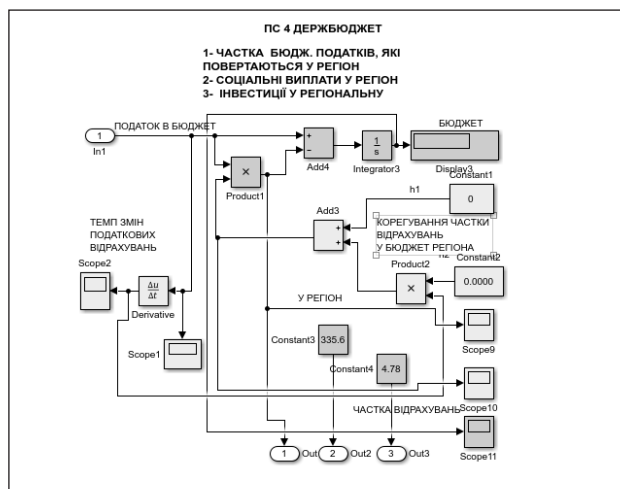 ПС 4 ДЕРЖБЮДЖЕТ
1- ЧАСТКА БЮДЖ. ПОДАТКІВ, ЯКІ
ПОВЕРТАЮТЬСЯ У РЕГІОН
2- СОЦІАЛЬНІ ВИПЛАТИ У РЕГІОН
3- ІНВЕСТИЦІЇ У РЕГІОНАЛЬНУ
ПОДАТОК В БЮДЖЕТ
1
In1
×
Product1
+
−
Add4
1
s
Integrator3
БЮДЖЕТ
Display3
Constant1
0
h1
Add3
+
+
КОРЕГУВАННЯ ЧАСТКИ
ВІДРАХУВАНЬ
У БЮДЖЕТ РЕГІОНА
Constant2
0.0000
Product2
×
ТЕМП ЗМІН
ПОДАТКОВИХ
ВІДРАХУВАНЬ
Scope2
Δu
Δt
Derivative
Scope1
У РЕГІОН
Constant3
335.6
Scope9
Constant4
4.78
Scope10
ЧАСТКА ВІДРАХУВАНЬ
Scope11
1
Out
2
Out2
3
Out3